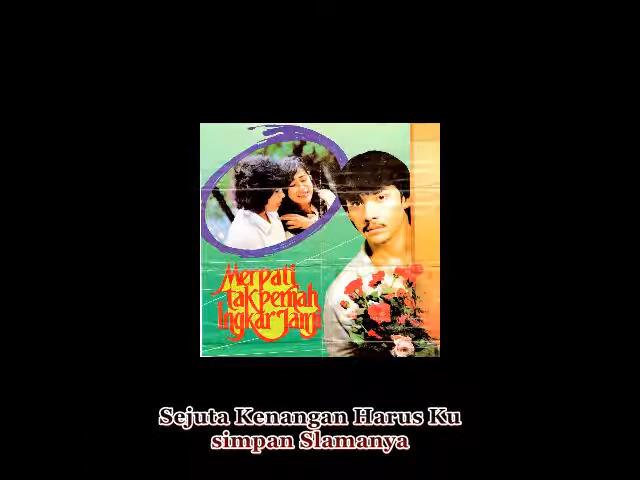 Merpati
tak pernah
Ingkar Janji
Sejuta Kenangan Harus Ku
simpan Slamanya